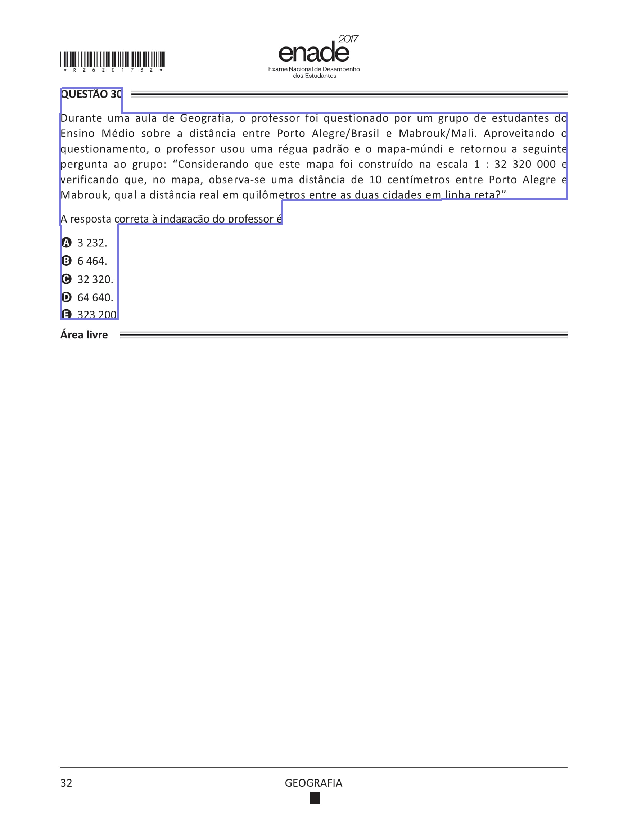 2017
enade
Exame Nacional de Desempenho
dos Estudantes
*R26201752*
QUESTÃO 30
Durante uma aula de Geografia, o professor foi questionado por um grupo de estudantes do
Ensino Médio sobre a distância entre Porto Alegre/Brasil e Mabrouk/Mali. Aproveitando o
questionamento, o professor usou uma régua padrão e o mapa-múndi e retornou a seguinte
pergunta ao grupo: “Considerando que este mapa foi construído na escala 1 : 32 320 000 e
verificando que, no mapa, observa-se uma distância de 10 centímetros entre Porto Alegre e
Mabrouk, qual a distância real em quilômetros entre as duas cidades em linha reta?”
A resposta correta à indagação do professor é
A 3 232.
B 6 464.
C 32 320.
D 64 640.
E 323 200
Área livre
32
GEOGRAFIA